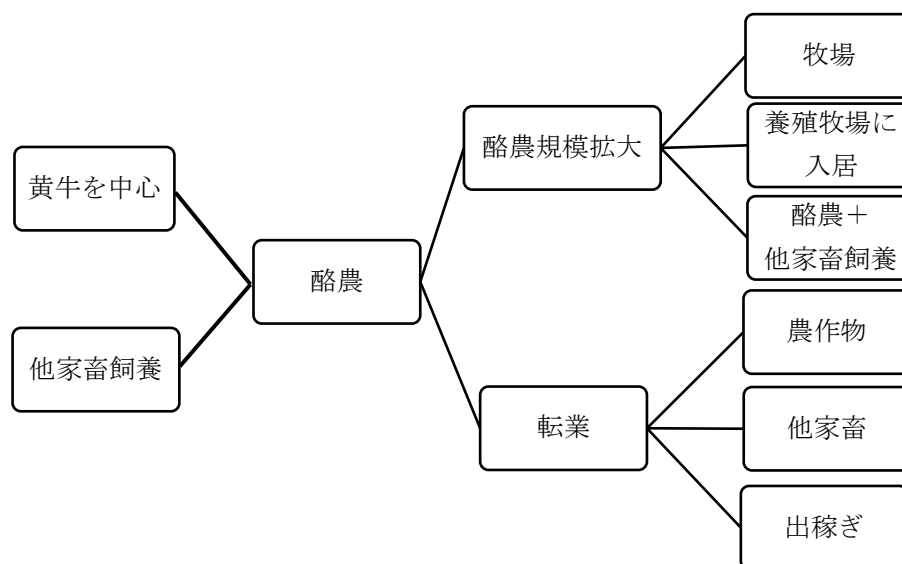 黄牛を中心
他家畜飼養
酪農
酪農規模拡大
転業
牧場
養殖牧場に
入居
酪農＋
他家畜飼養
農作物
他家畜
出稼ぎ